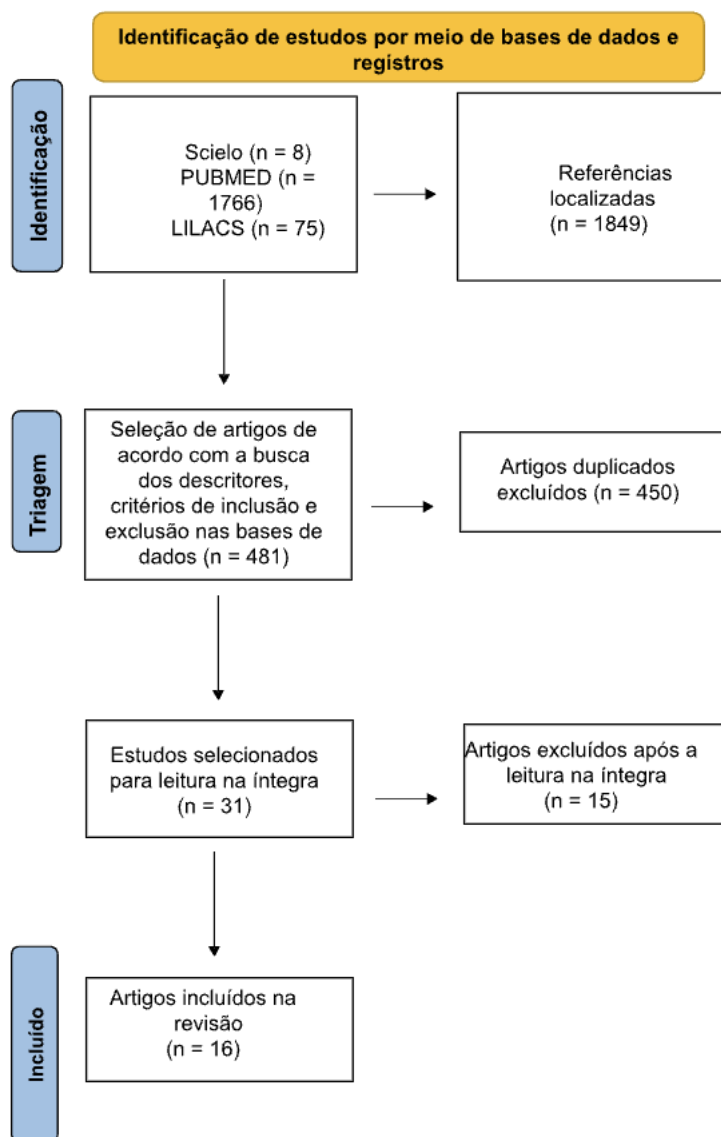 Identificação de estudos por meio de bases de dados e
registros
Identificação
Scielo (n = 8)
PUBMED (n =
1766)
LILACS (n = 75)
Referências
localizadas
(n = 1849)
Triagem
Seleção de artigos de
acordo com a busca
dos descritores,
critérios de inclusão e
exclusão nas bases de
dados (n = 481)
Artigos duplicados
excluídos (n = 450)
Estudos selecionados
para leitura na íntegra
(n = 31)
Artigos excluídos após a
leitura na íntegra
(n = 15)
Incluído
Artigos incluídos na
revisão
(n = 16)